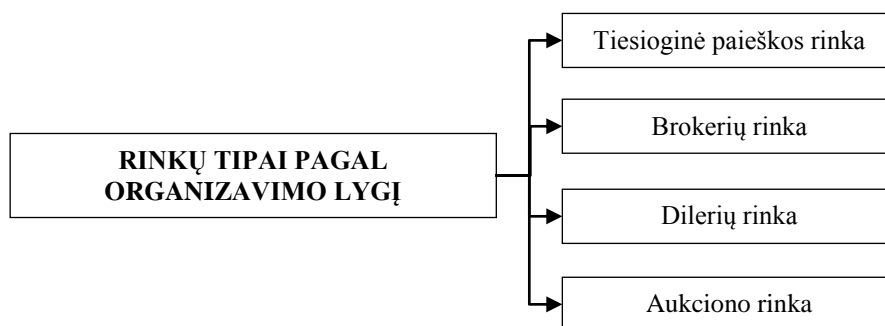 Tiesioginė paieškos rinka
Brokerių rinka
RINKŲ TIPAI PAGAL
ORGANIZAVIMO LYGĮ
Dilerių rinka
Aukciono rinka